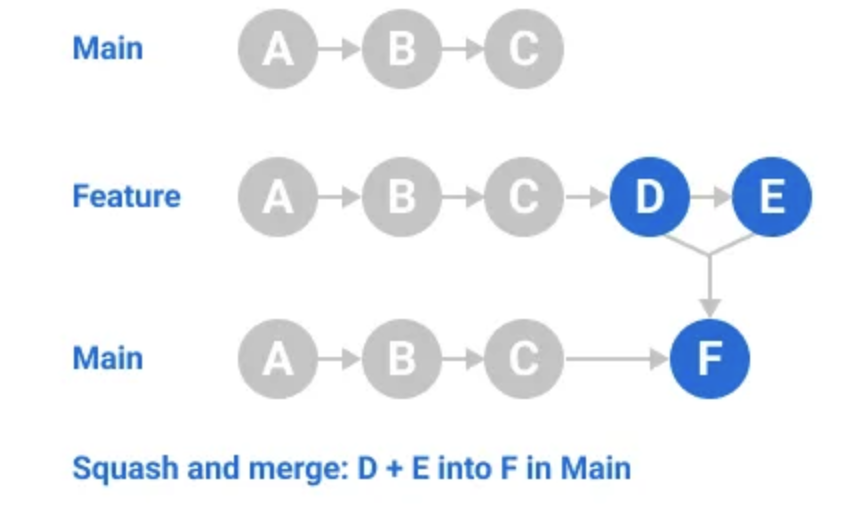 Main A B C
Feature A B C D E
Main A B C F
Squash and merge: D + E into F in Main